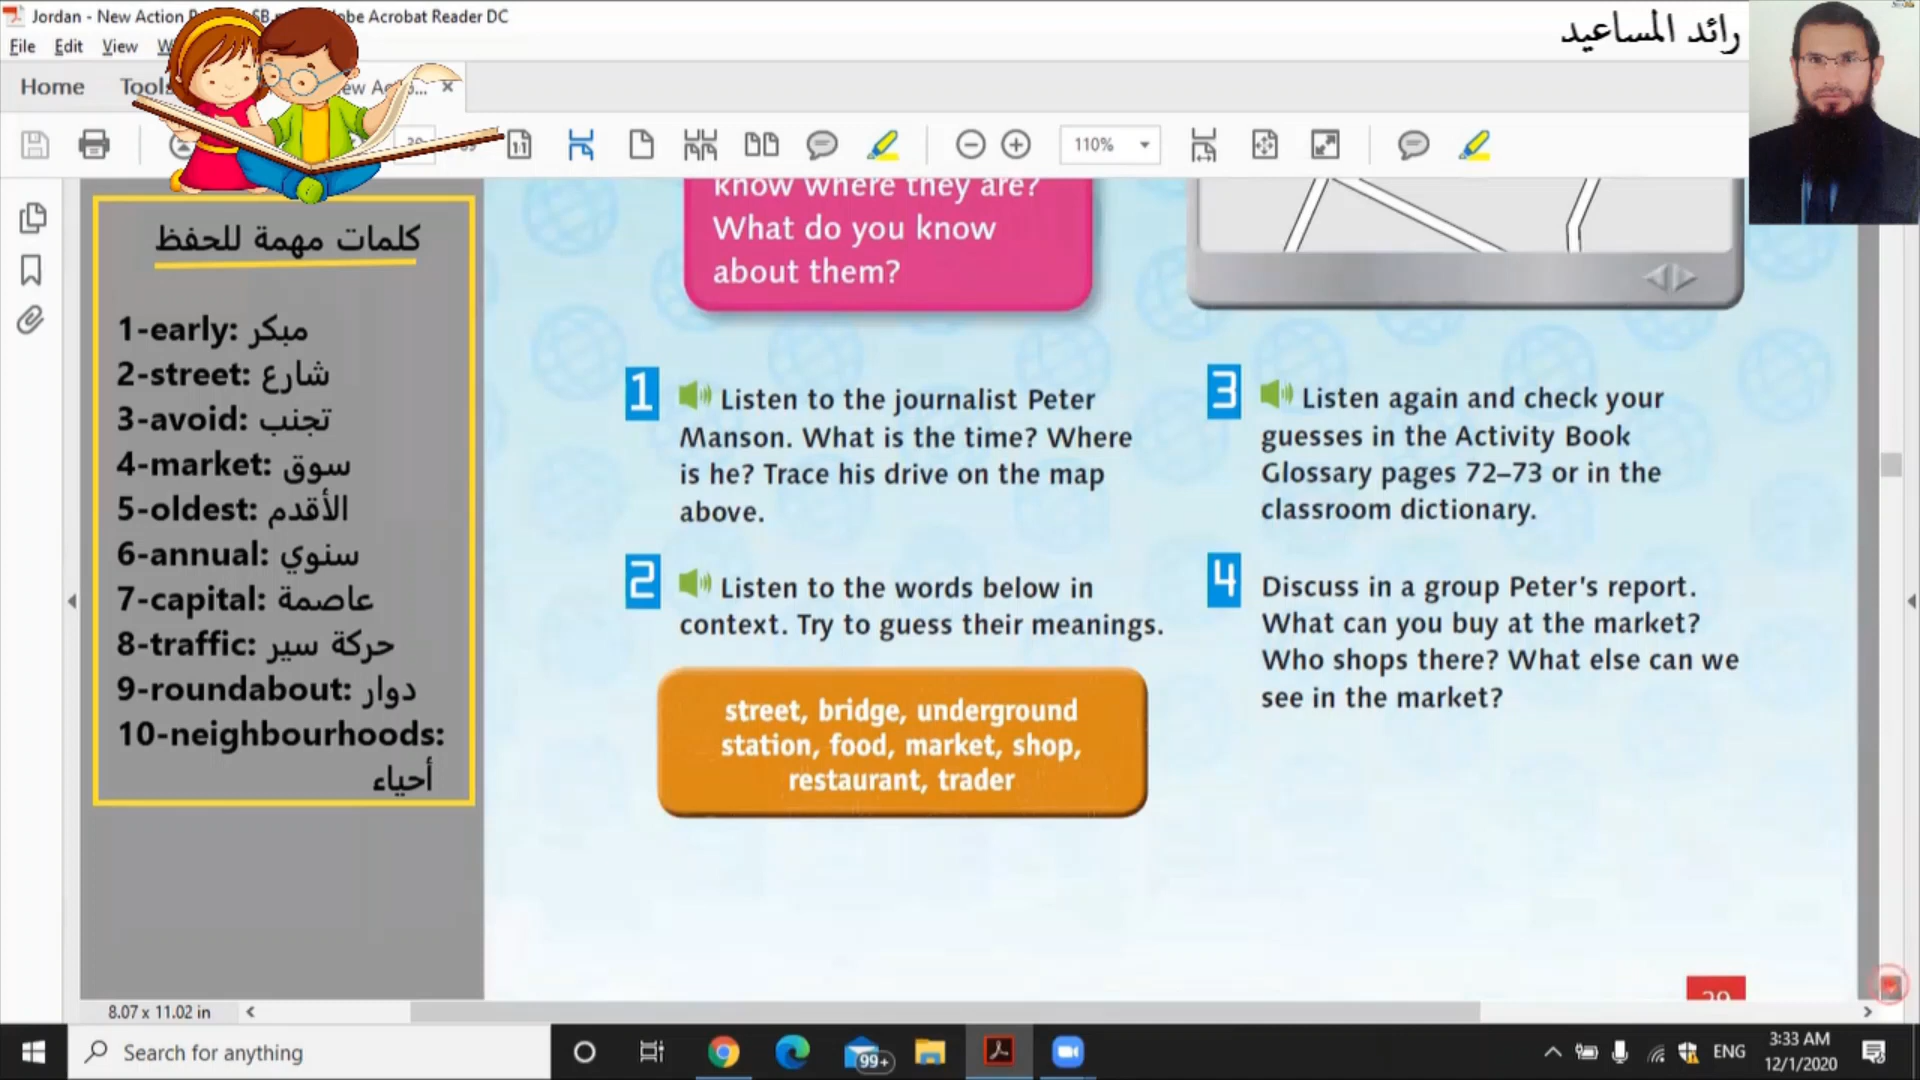 Jordan - New Action
SB
be Acrobat Reader DC
File Edit View
رائد المساعيد
Home Tools
110%
كلمات مهمة للحفظ
1-early: مبكر
2-street: شارع
3-avoid: تجنب
4-market: سوق
5-oldest: الأقدم
6-annual: سنوي
7-capital: عاصمة
8-traffic: حركة سير
9-roundabout: دوار
10-neighbourhoods:
أحياء
know where they are?
What do you know
about them?
1 Listen to the journalist Peter
Manson. What is the time? Where
is he? Trace his drive on the map
above.
2 Listen to the words below in
context. Try to guess their meanings.
street, bridge, underground
station, food, market, shop,
restaurant, trader
3 Listen again and check your
guesses in the Activity Book
Glossary pages 72–73 or in the
classroom dictionary.
4 Discuss in a group Peter's report.
What can you buy at the market?
Who shops there? What else can we
see in the market?
8.07 x 11.02 in
Search for anything
99+
ENG
3:33 AM
12/1/2020